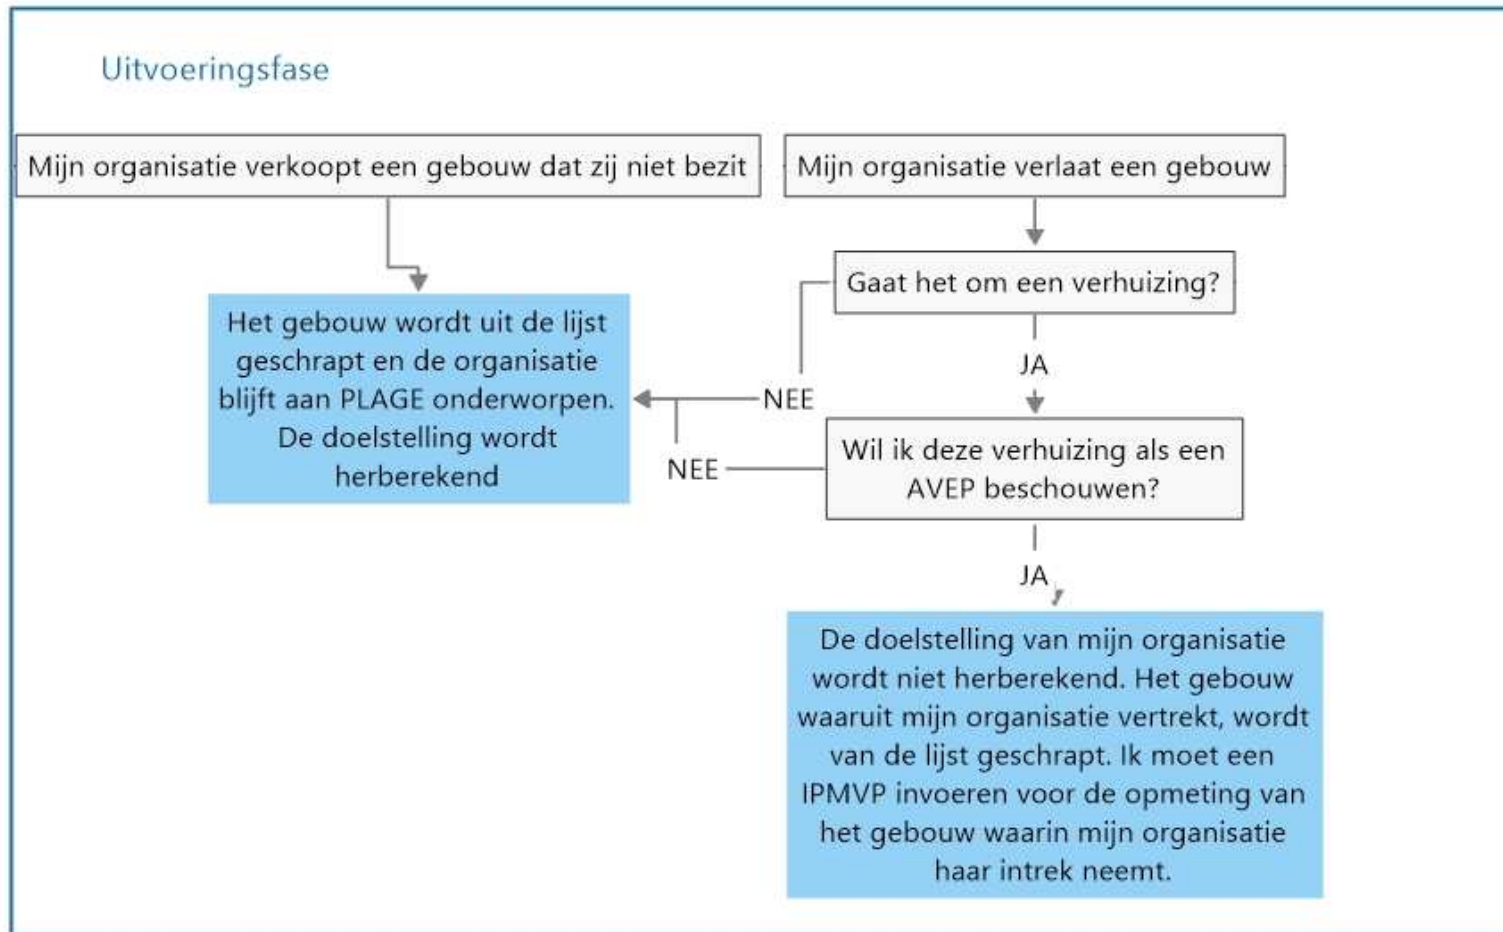 Uitvoeringsfase
Mijn organisatie verkoopt een gebouw dat zij niet bezit
Mijn organisatie verlaat een gebouw
Gaat het om een verhuizing?
Het gebouw wordt uit de lijst
geschrapt en de organisatie
blijft aan PLAGE onderworpen.
De doelstelling wordt
herberekend
JA
NEE
Wil ik deze verhuizing als een
AVEP beschouwen?
NEE
JA
De doelstelling van mijn organisatie
wordt niet herberekend. Het gebouw
waaruit mijn organisatie vertrekt, wordt
van de lijst geschrapt. Ik moet een
IPMVP invoeren voor de opmeting van
het gebouw waarin mijn organisatie
haar intrek neemt.